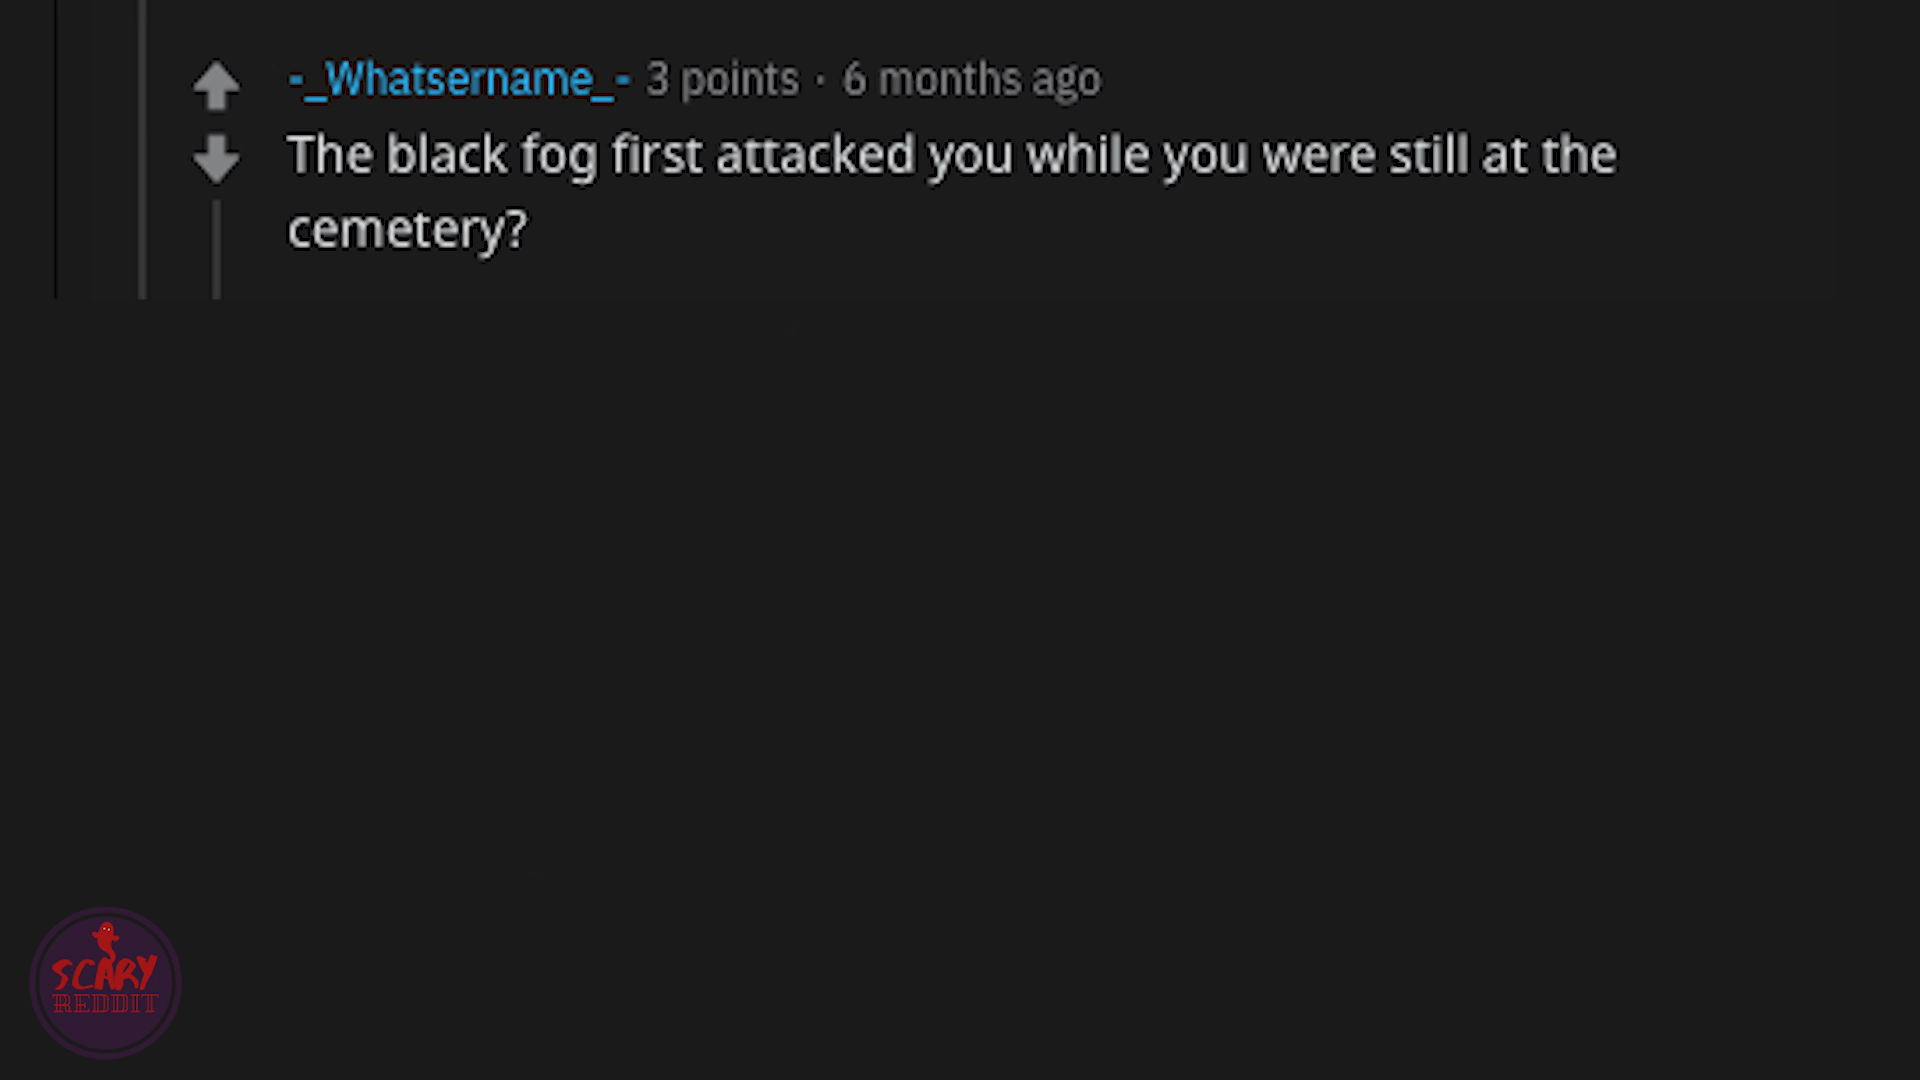 -_Whatsername_- 3 points · 6 months ago
The black fog first attacked you while you were still at the
cemetery?
SCARY
REDDIT